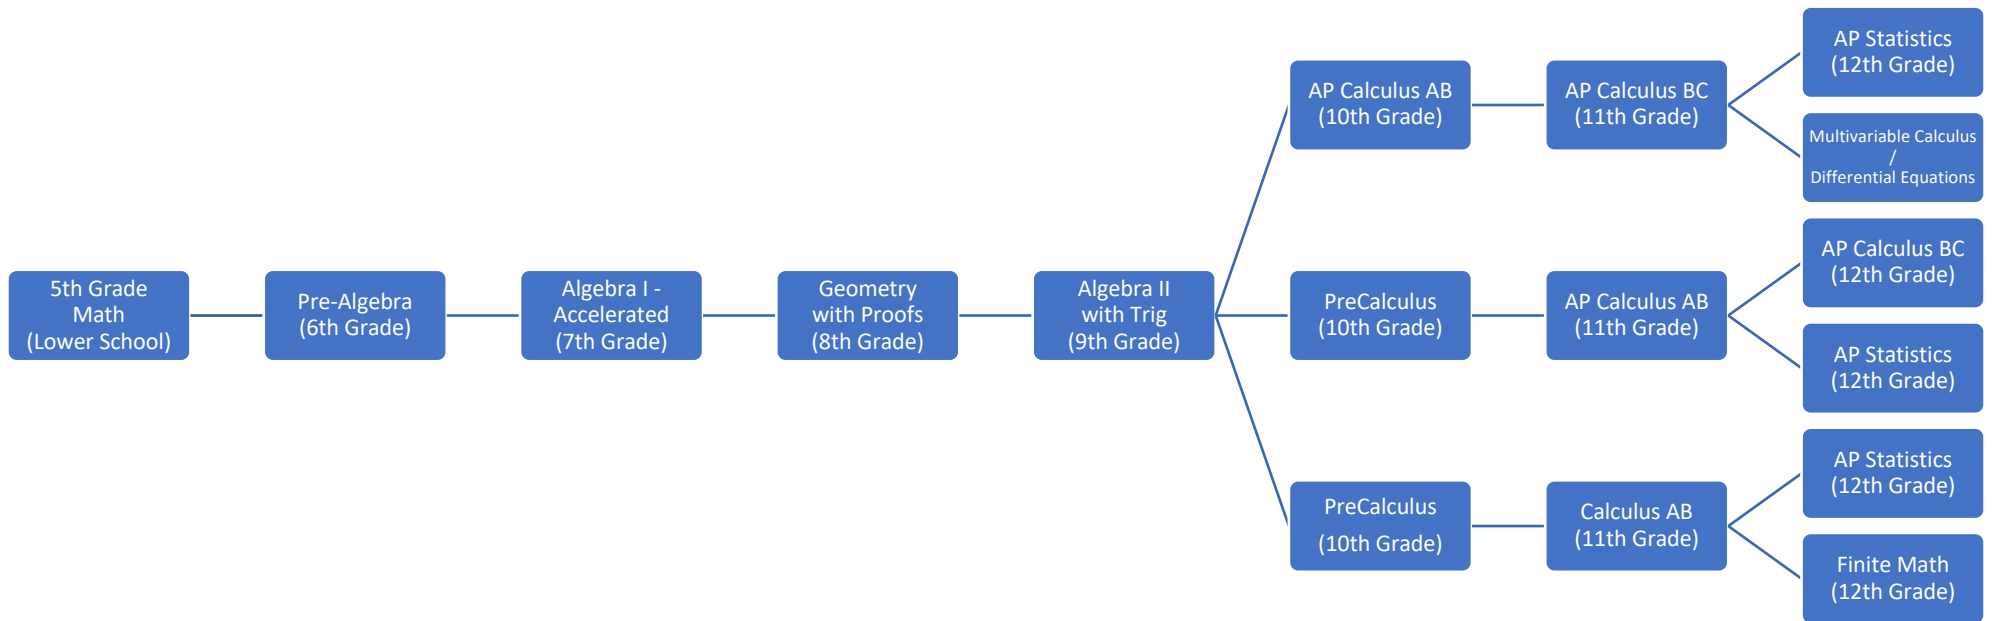 5th Grade
Math
(Lower School)
Pre-Algebra
(6th Grade)
Algebra I -
Accelerated
(7th Grade)
Geometry
with Proofs
(8th Grade)
Algebra II
with Trig
(9th Grade)
AP Calculus AB
(10th Grade)
AP Calculus BC
(11th Grade)
AP Statistics
(12th Grade)
Multivariable Calculus
/
Differential Equations
PreCalculus
(10th Grade)
AP Calculus AB
(11th Grade)
AP Calculus BC
(12th Grade)
AP Statistics
(12th Grade)
PreCalculus
(10th Grade)
Calculus AB
(11th Grade)
AP Statistics
(12th Grade)
Finite Math
(12th Grade)